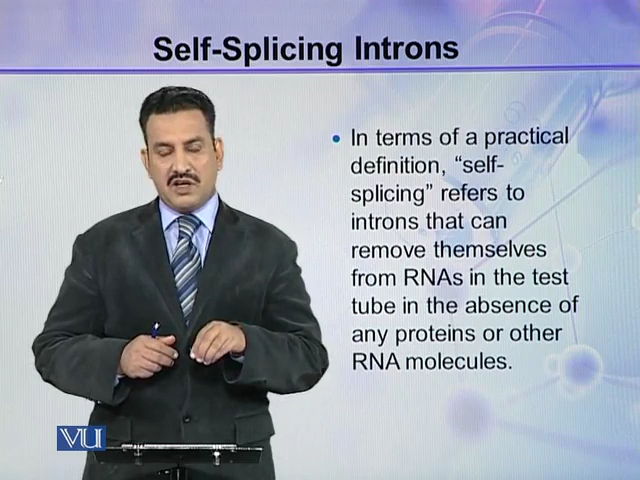 Self-Splicing Introns
• In terms of a practical
definition, “self-
splicing” refers to
introns that can
remove themselves
from RNAs in the test
tube in the absence of
any proteins or other
RNA molecules.
VU